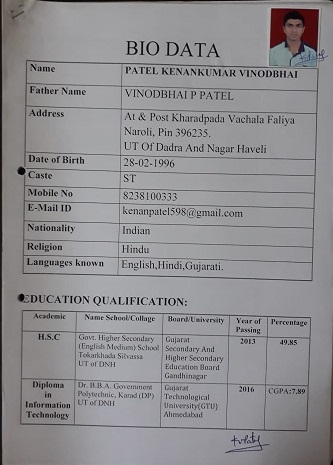 BIO DATA
Name PATEL KENANKUMAR VINODBHAI
Father Name VINODBHAI P PATEL
Address At & Post Kharadpada Vachala Faliya
Naroli, Pin 396235.
UT Of Dadra And Nagar Haveli
Date of Birth 28-02-1996
Caste ST
Mobile No 8238100333
E-Mail ID kenanpatel598@gmail.com
Nationality Indian
Religion Hindu
Languages known English,Hindi,Gujarati.
EDUCATION QUALIFICATION:
Academic Name School/Collage Board/University Year of Passing Percentage
H.S.C Govt. Higher Secondary (English Medium) School Tokarkhada Silvassa UT of DNH Gujarat Secondary And Higher Secondary Education Board Gandhinagar 2013 49.85
Diploma in Information Technology Dr. B.B.A. Government Polytechnic, Karad (DP) UT of DNH Gujarat Technological University(GTU) Ahmedabad 2016 CGPA:7.89